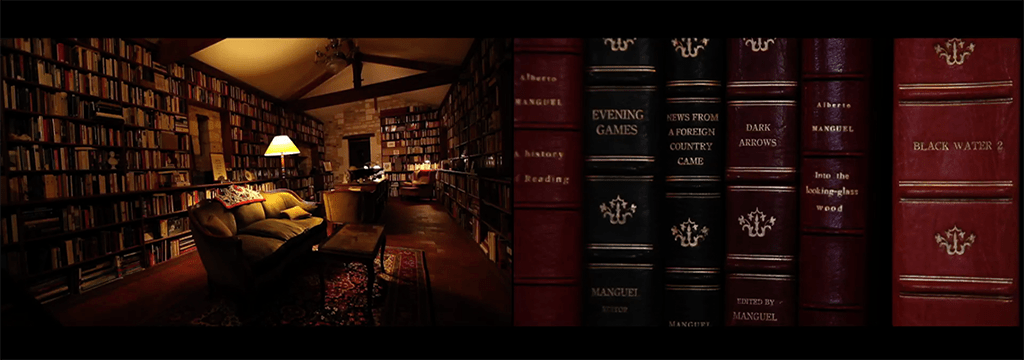 Alberto
MANGUEL
A history
of Reading
EVENING
GAMES
MANGUEL
EDITOR
NEWS FROM
A FOREIGN
COUNTRY
CAME
MANGUEL
DARK
ARROWS
EDITED BY
MANGUEL
Alberto
MANGUEL
Into the
looking-glass
wood
BLACK WATER 2